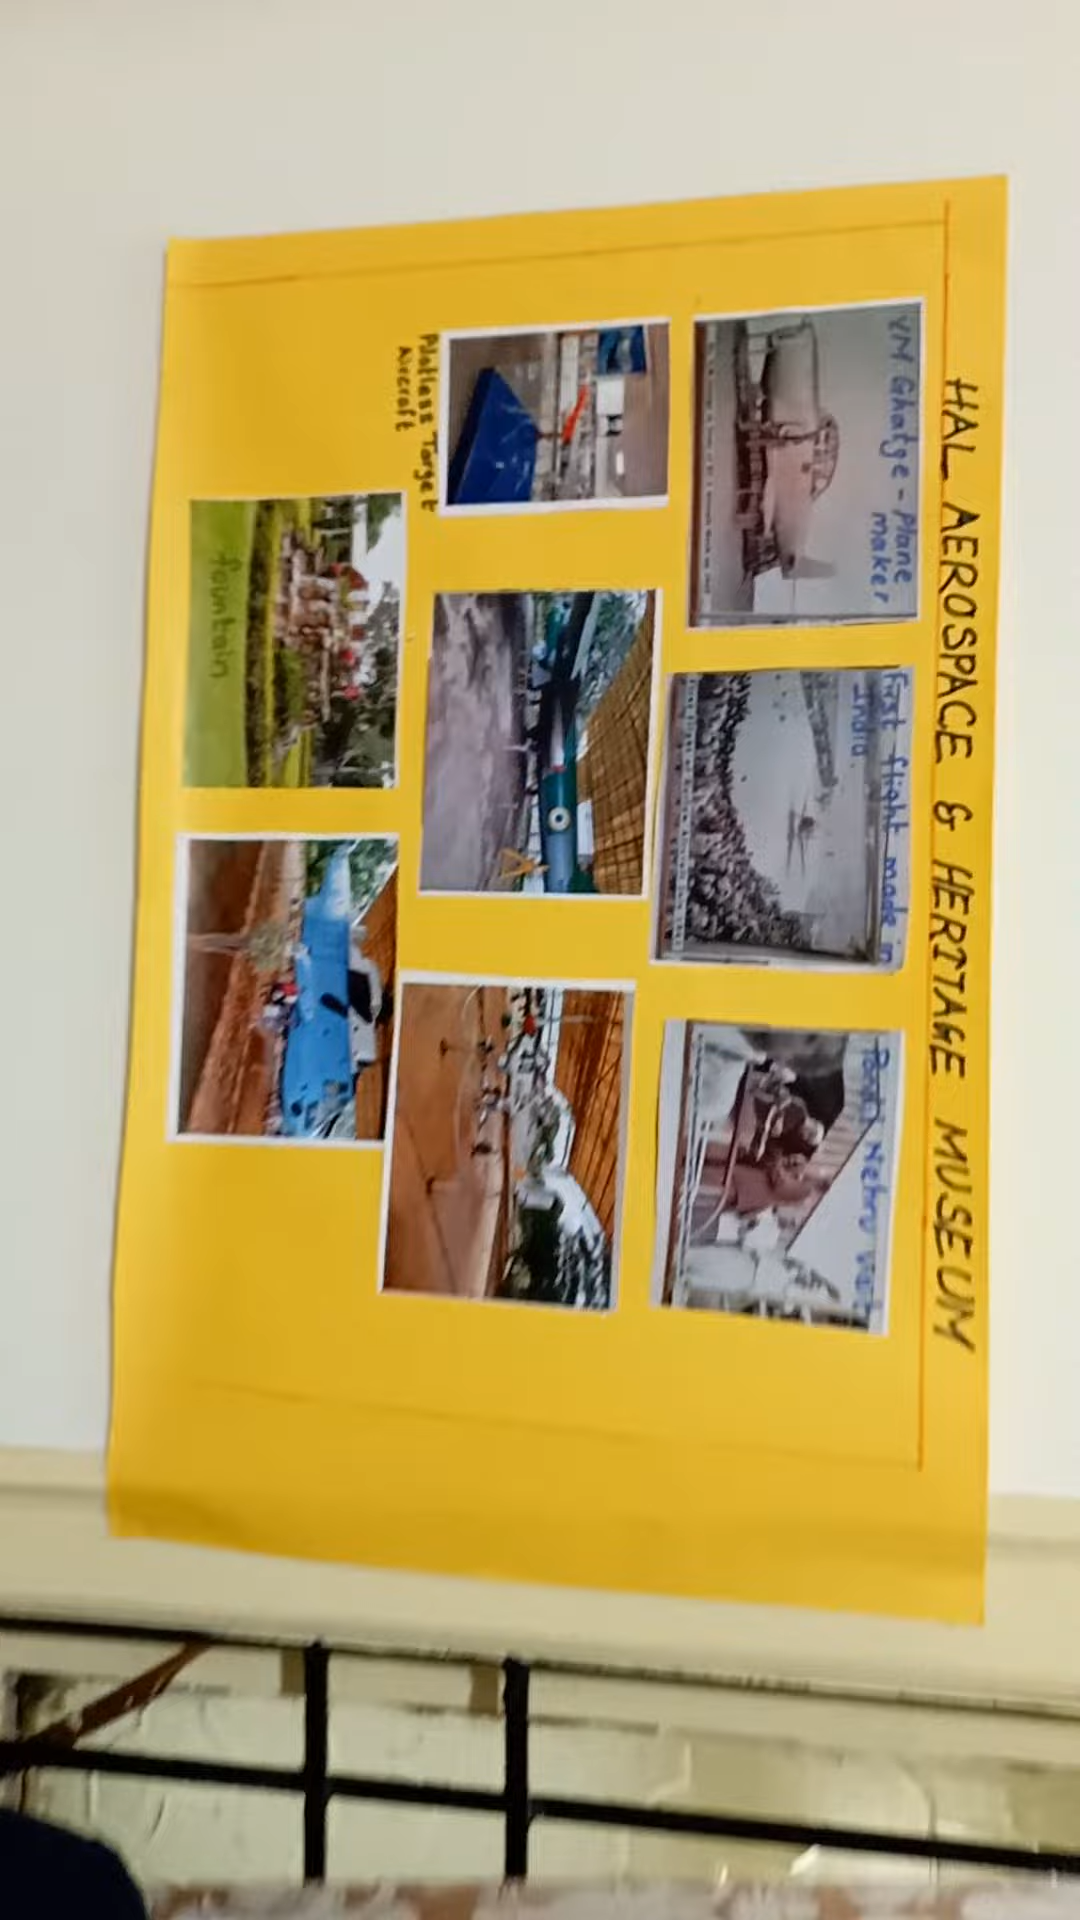 HAL AEROSPACE & HERITAGE MUSEUM
VM Ghatge - Plane
maker
First flight made in
India.
Pandit Nehru visit
Pilotless Target
Aircraft
fountain